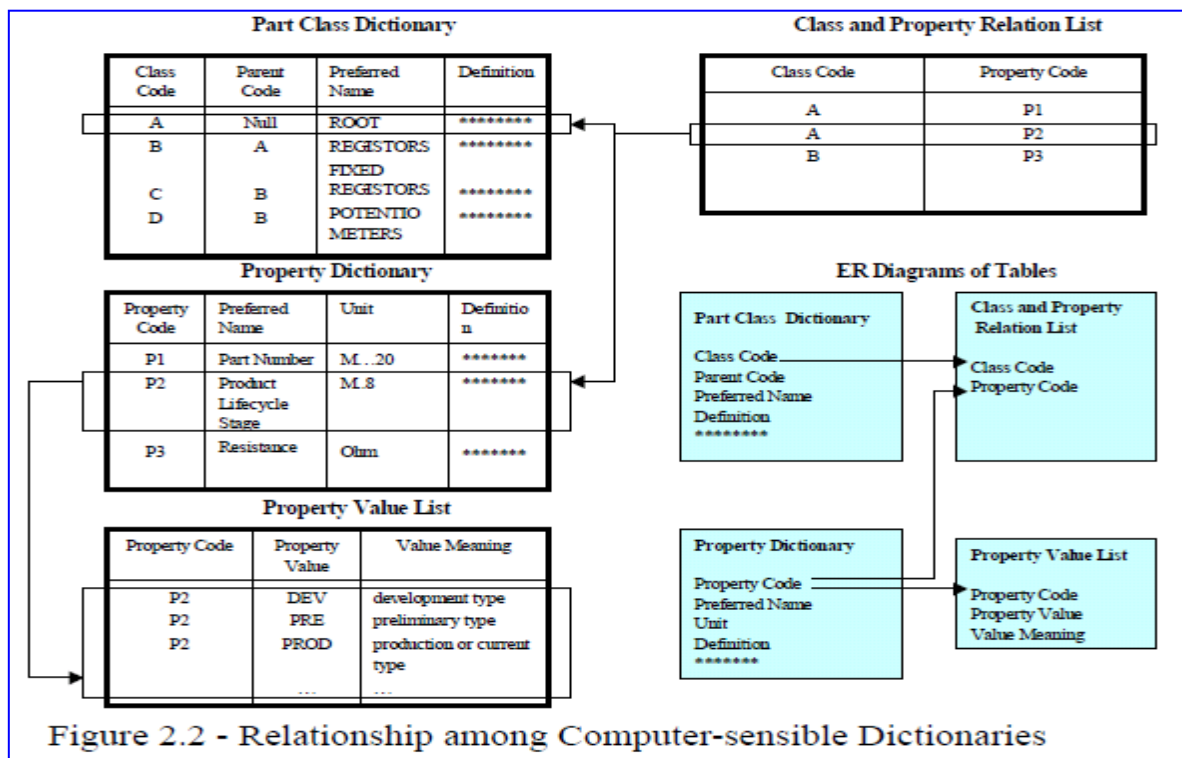 Part Class Dictionary
Class Code Parent Code Preferred Name Definition
A Null ROOT ********
B A REGISTORS ********
FIXED
C B REGISTORS ********
D B POTENTIO ********
METERS
Class and Property Relation List
Class Code Property Code
A P1
A P2
B P3
Property Dictionary
Property Code Preferred Name Unit Definitio n
P1 Part Number M…20 *******
P2 Product M..8 *******
Lifecycle
Stage
P3 Resistance Ohm *******
Property Value List
Property Code Property Value Value Meaning
P2 DEV development type
P2 PRE preliminary type
P2 PROD production or current
type
… …
ER Diagrams of Tables
Part Class Dictionary
Class Code
Parent Code
Preferred Name
Definition
********
Class and Property
Relation List
Class Code
Property Code
Property Dictionary
Property Code
Preferred Name
Unit
Definition
*******
Property Value List
Property Code
Property Value
Value Meaning
Figure 2.2 - Relationship among Computer-sensible Dictionaries